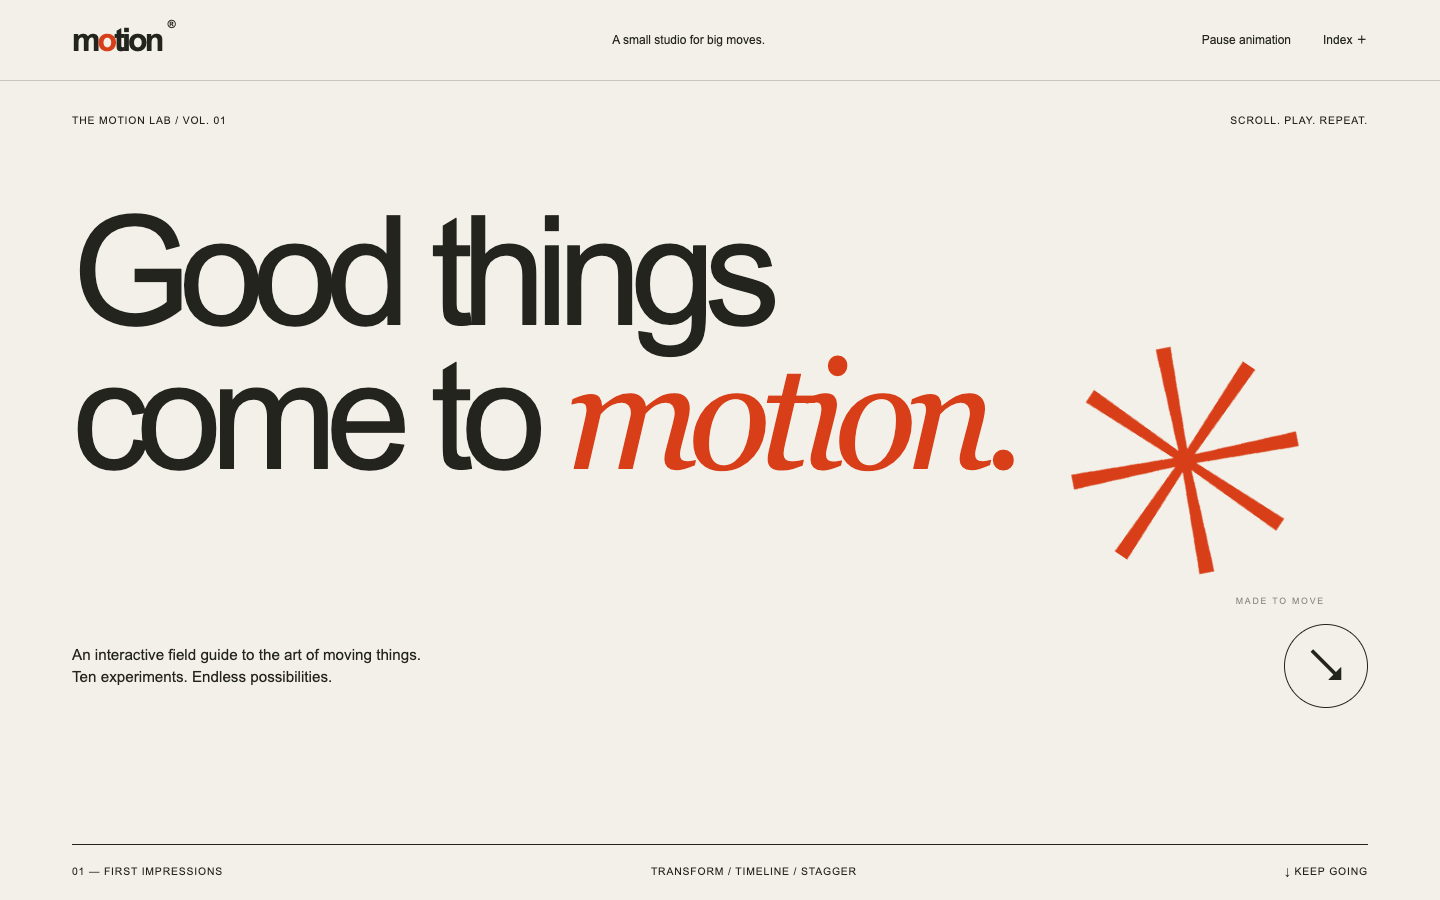 motion®
A small studio for big moves.
Pause animation
Index +
THE MOTION LAB / VOL. 01
SCROLL. PLAY. REPEAT.
Good things
come to motion.
MADE TO MOVE
An interactive field guide to the art of moving things.
Ten experiments. Endless possibilities.
01 — FIRST IMPRESSIONS
TRANSFORM / TIMELINE / STAGGER
↓ KEEP GOING